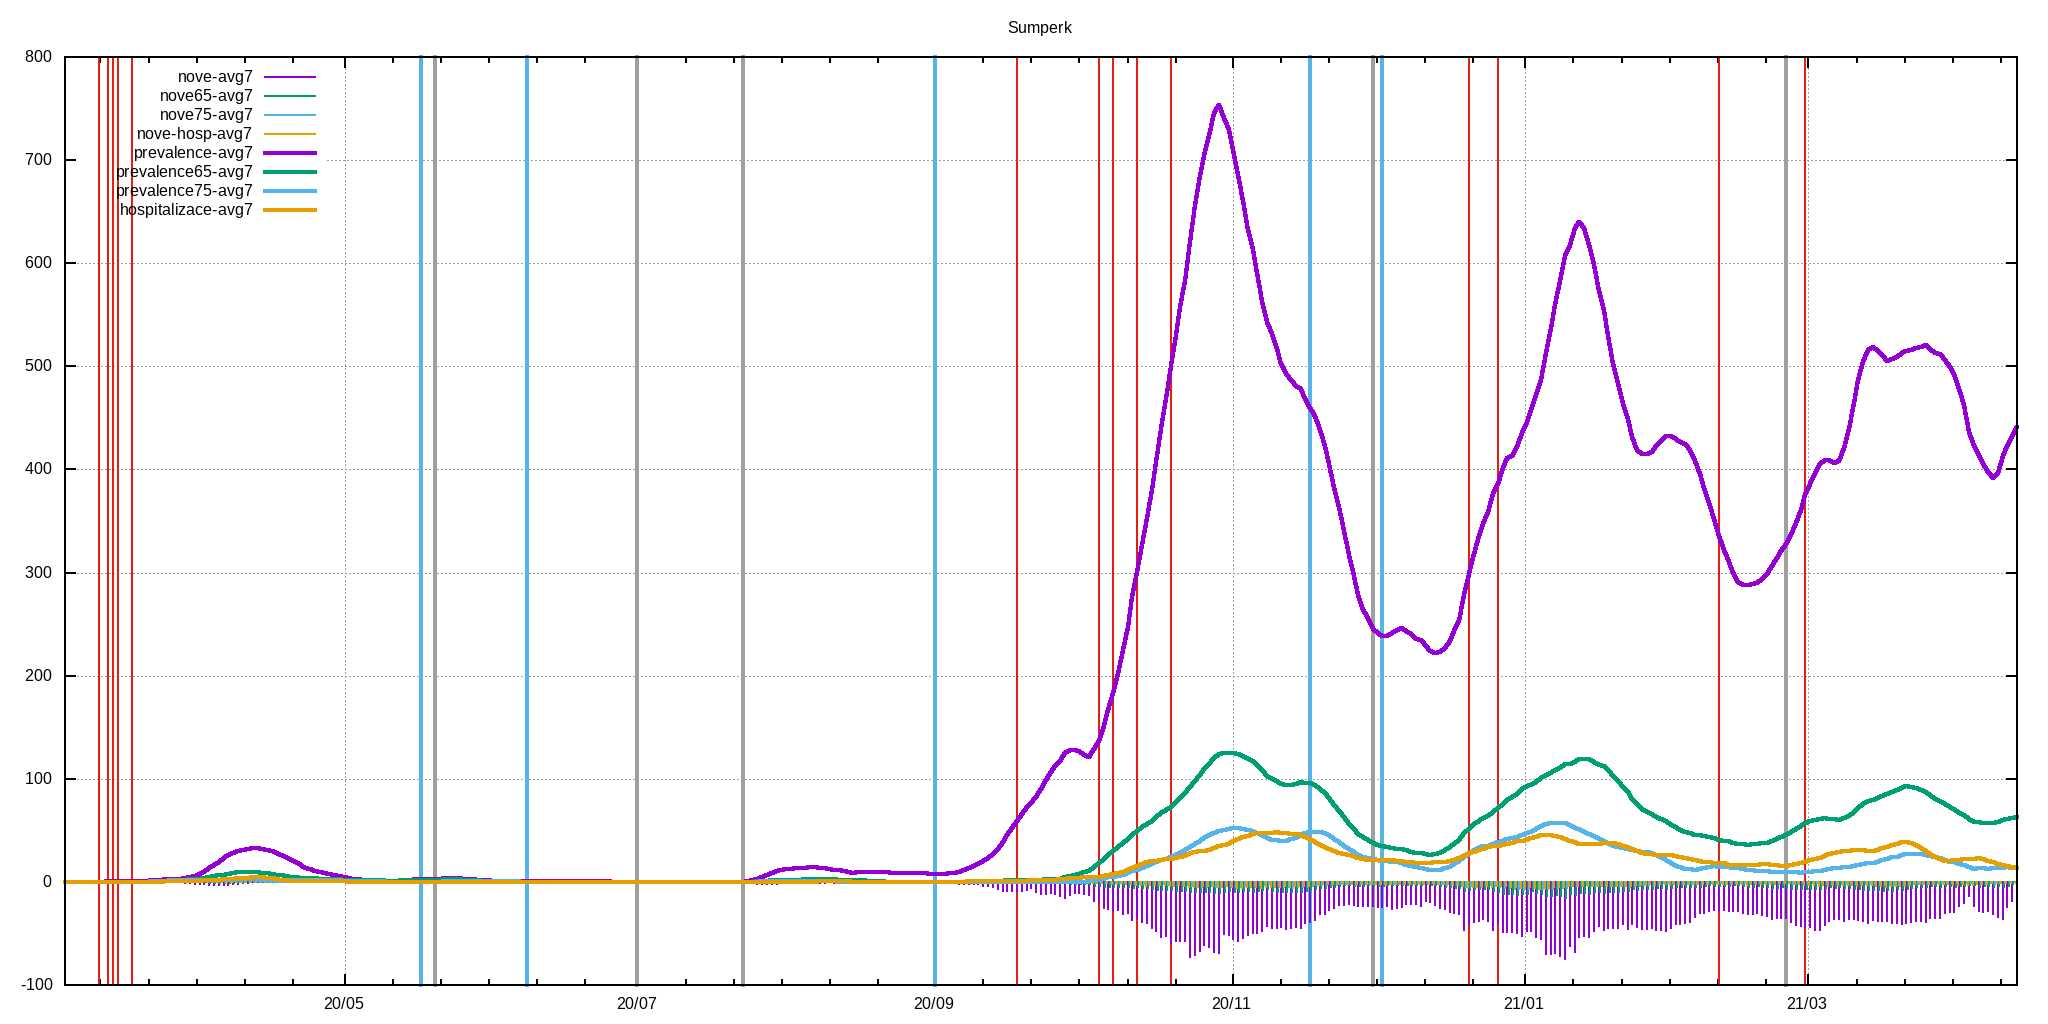 Sumperk
800
700
600
500
400
300
200
100
0
-100
nove-avg7
nove65-avg7
nove75-avg7
nove-hosp-avg7
prevalence-avg7
prevalence65-avg7
prevalence75-avg7
hospitalizace-avg7
20/05
20/07
20/09
20/11
21/01
21/03